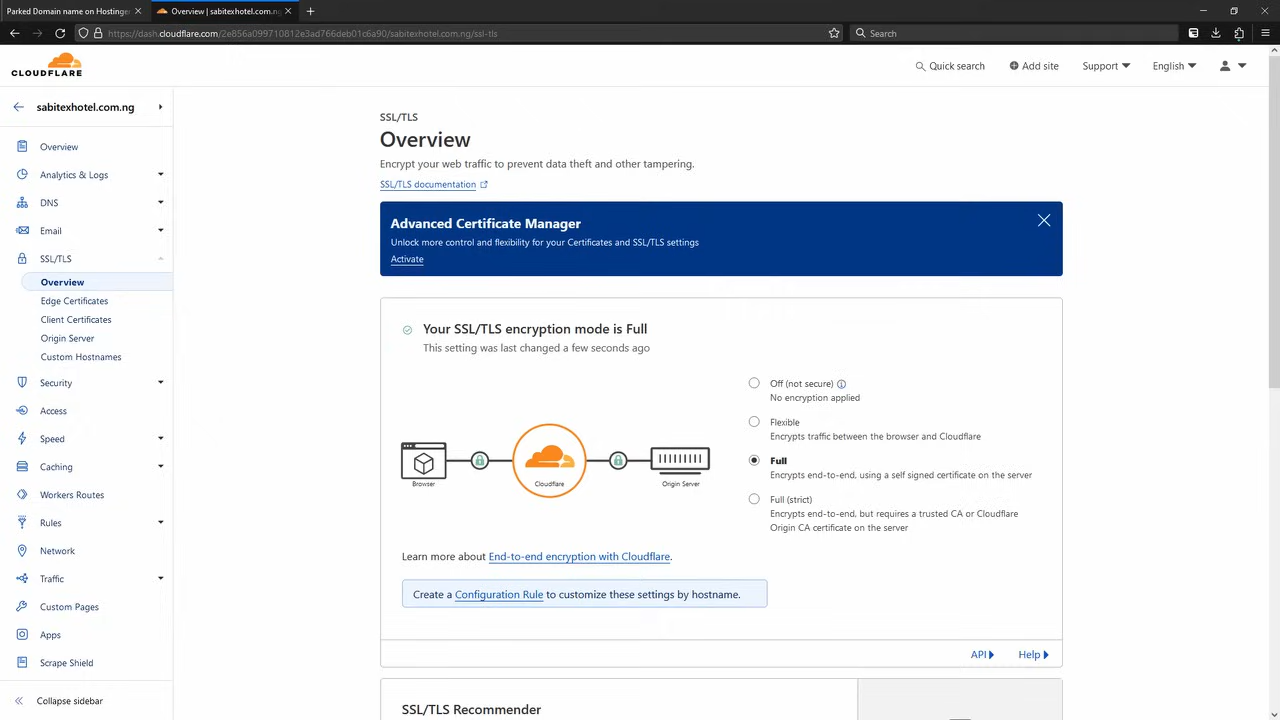 Parked Domain name on Hostinger
Overview | sabitexhotel.com.ng
https://dash.cloudflare.com/2e856a099710812e3ad766deb01c6a90/sabitexhotel.com.ng/ssl-tls
Search
CLOUDFLARE
Quick search
Add site
Support
English
sabitexhotel.com.ng
Overview
Analytics & Logs
DNS
Email
SSL/TLS
Overview
Edge Certificates
Client Certificates
Origin Server
Custom Hostnames
Security
Access
Speed
Caching
Workers Routes
Rules
Network
Traffic
Custom Pages
Apps
Scrape Shield
Collapse sidebar
SSL/TLS
Overview
Encrypt your web traffic to prevent data theft and other tampering.
SSL/TLS documentation
Advanced Certificate Manager
Unlock more control and flexibility for your Certificates and SSL/TLS settings
Activate
Your SSL/TLS encryption mode is Full
This setting was last changed a few seconds ago
Browser
Cloudflare
Origin Server
Off (not secure)
No encryption applied
Flexible
Encrypts traffic between the browser and Cloudflare
Full
Encrypts end-to-end, using a self signed certificate on the server
Full (strict)
Encrypts end-to-end, but requires a trusted CA or Cloudflare
Origin CA certificate on the server
Learn more about End-to-end encryption with Cloudflare.
Create a Configuration Rule to customize these settings by hostname.
API
Help
SSL/TLS Recommender